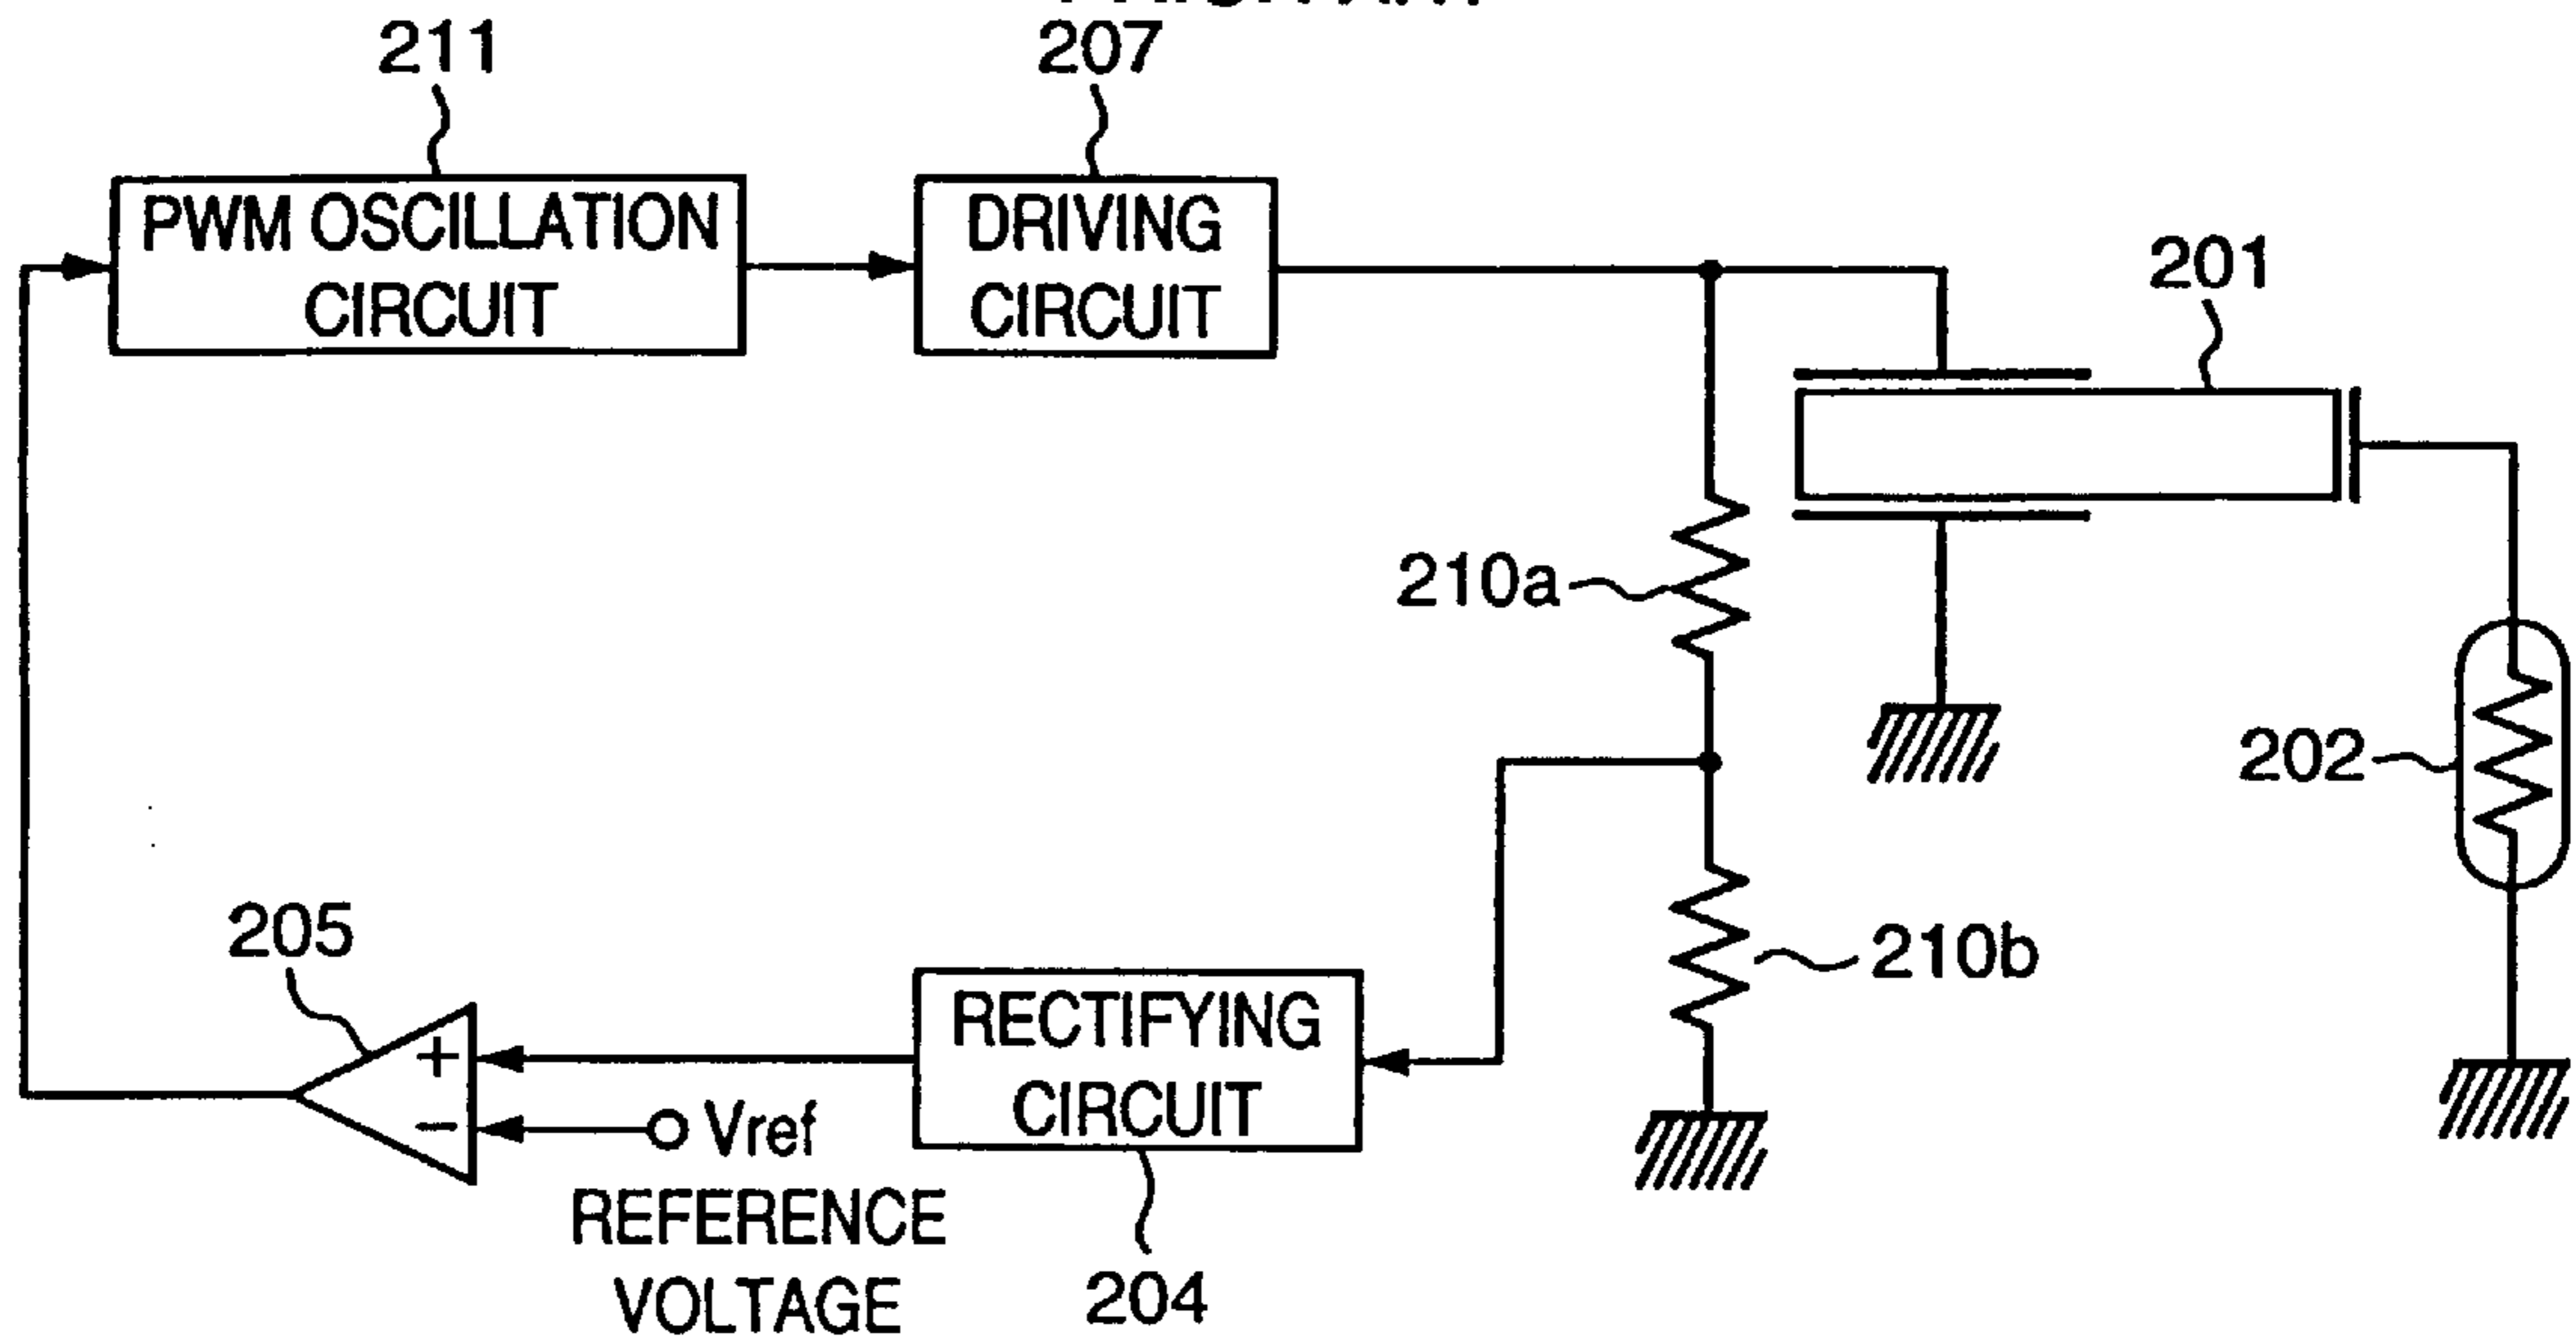 211
207
PWM OSCILLATION
CIRCUIT
DRIVING
CIRCUIT
201
210a
202
205
210b
+
−
RECTIFYING
CIRCUIT
Vref
REFERENCE
VOLTAGE
204